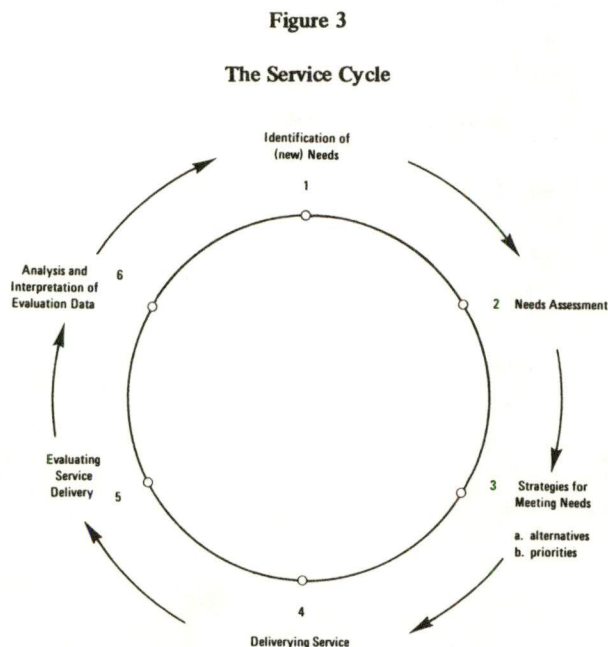 Figure 3
The Service Cycle
Identification of
(new) Needs
1
2 Needs Assessment
3 Strategies for
Meeting Needs
a. alternatives
b. priorities
4
Deliverying Service
Evaluating
Service
Delivery 5
Analysis and 6
Interpretation of
Evaluation Data